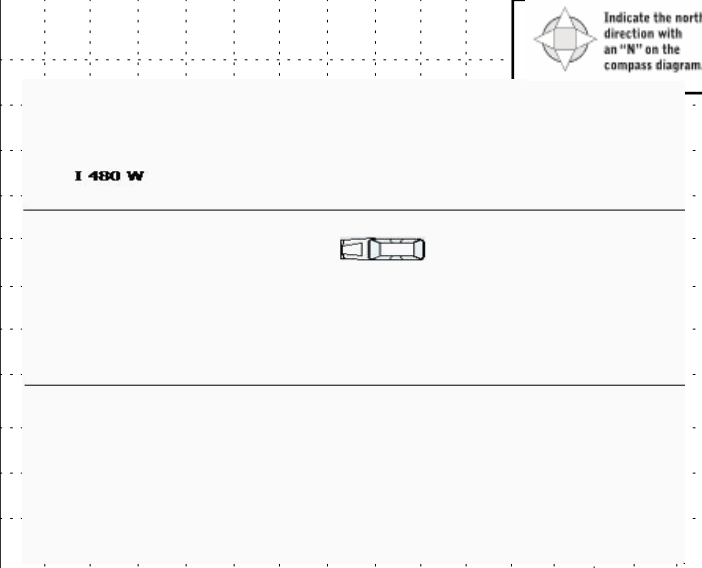 Indicate the north
direction with
an “N” on the
compass diagram.
I 480 W